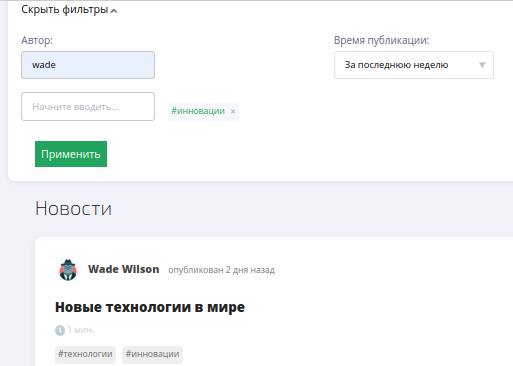 Скрыть фильтры
Автор:
Время публикации:
wade
За последнюю неделю
Начните вводить...
#инновации ×
Применить
Новости
Wade Wilson опубликован 2 дня назад
Новые технологии в мире
1 мин.
#технологии #инновации